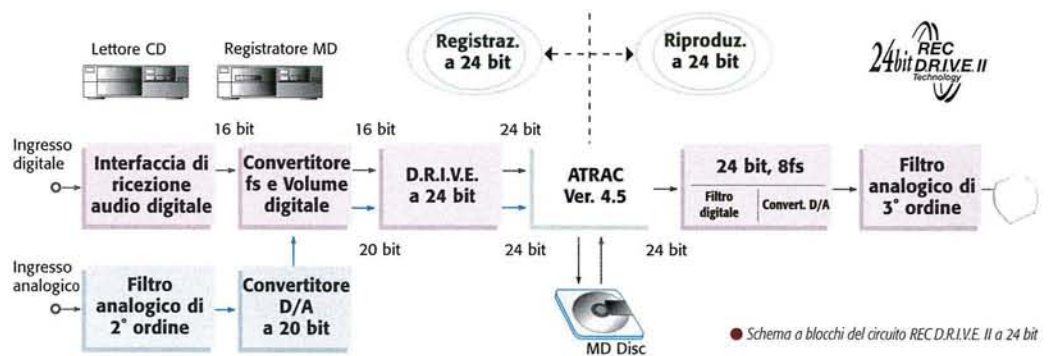 Lettore CD
Registratore MD
Registraz.
a 24 bit
Riproduz.
a 24 bit
24bit REC
D.R.I.V.E. II
Technology
16 bit
16 bit
24 bit
Ingresso
digitale
Interfaccia di
ricezione
audio digitale
Convertitore
fs e Volume
digitale
D.R.I.V.E.
a 24 bit
ATRAC
Ver. 4.5
24 bit, 8fs
Filtro
digitale
Convert. D/A
Filtro
analogico di
3° ordine
20 bit
24 bit
24 bit
Ingresso
analogico
Filtro
analogico di
2° ordine
Convertitore
D/A
a 20 bit
MD Disc
Schema a blocchi del circuito REC D.R.I.V.E. II a 24 bit